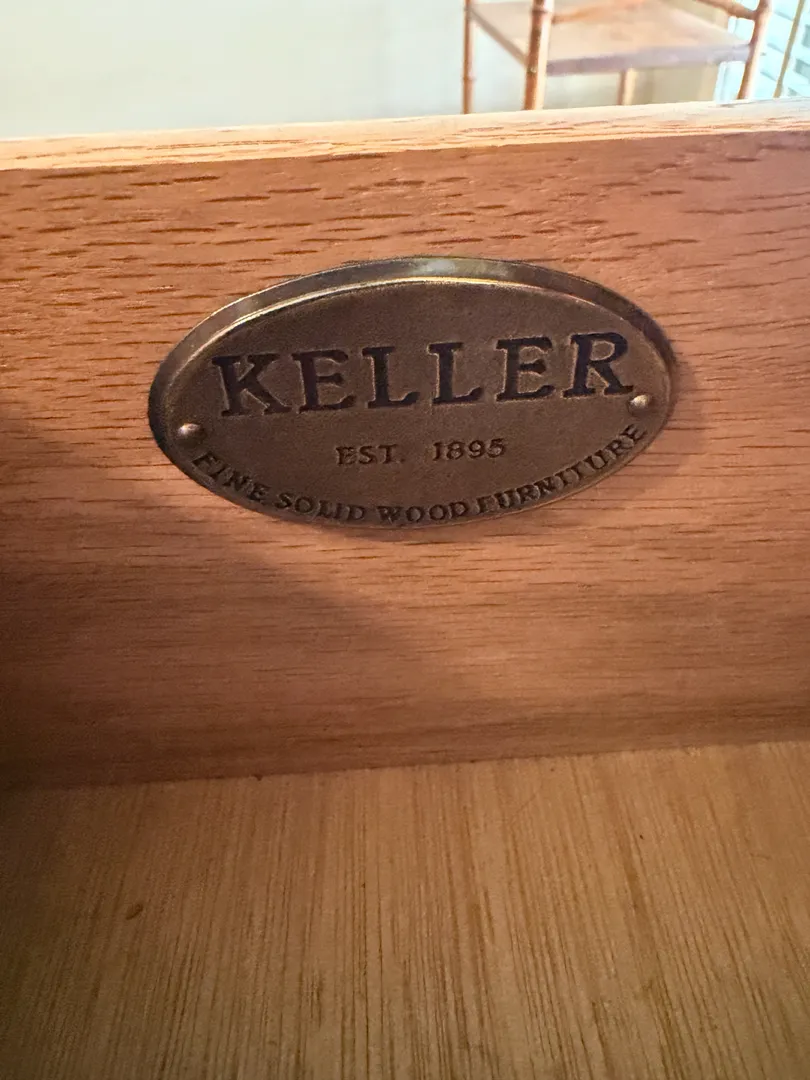 KELLER
EST. 1895
FINE SOLID WOOD FURNITURE